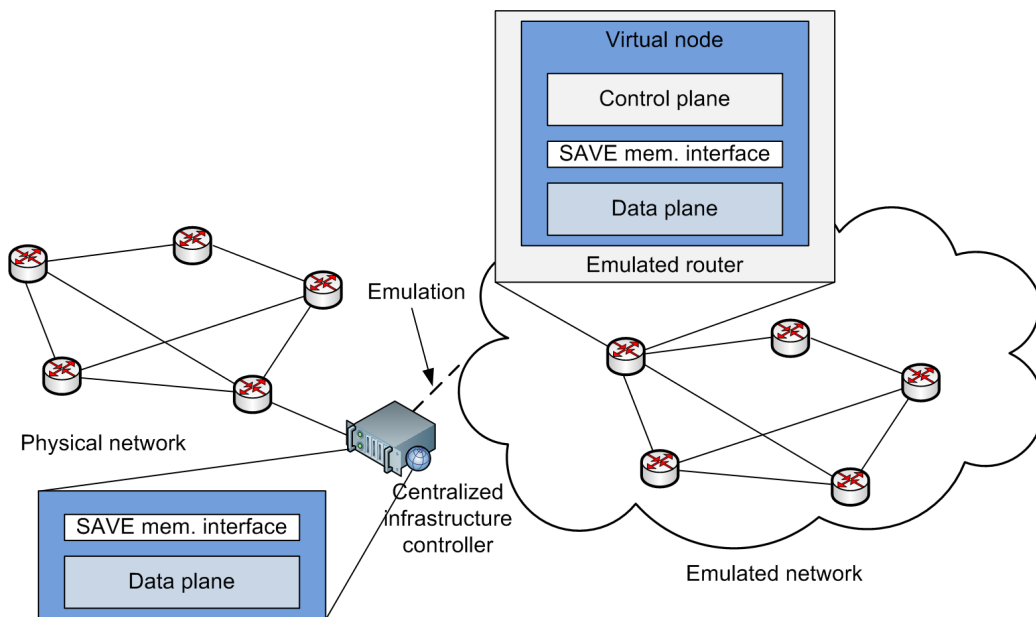 Virtual node
Control plane
SAVE mem. interface
Data plane
Emulated router
Emulation
Physical network
Centralized
infrastructure
controller
SAVE mem. interface
Data plane
Emulated network